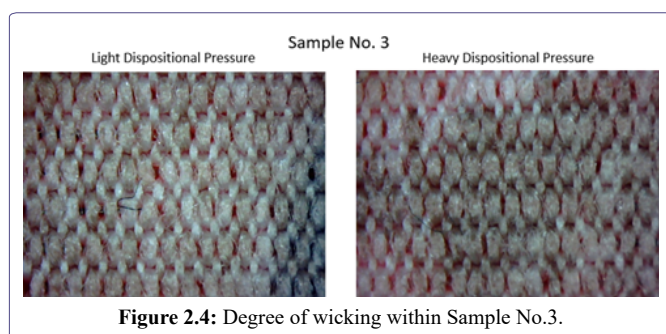 Sample No. 3
Light Dispositional Pressure
Heavy Dispositional Pressure
Figure 2.4: Degree of wicking within Sample No.3.